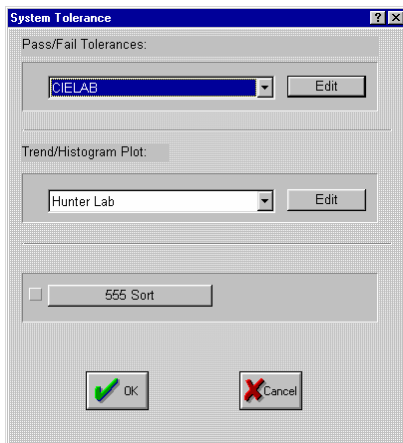 System Tolerance
Pass/Fail Tolerances:
CIELAB
Edit
Trend/Histogram Plot:
Hunter Lab
Edit
555 Sort
OK
Cancel